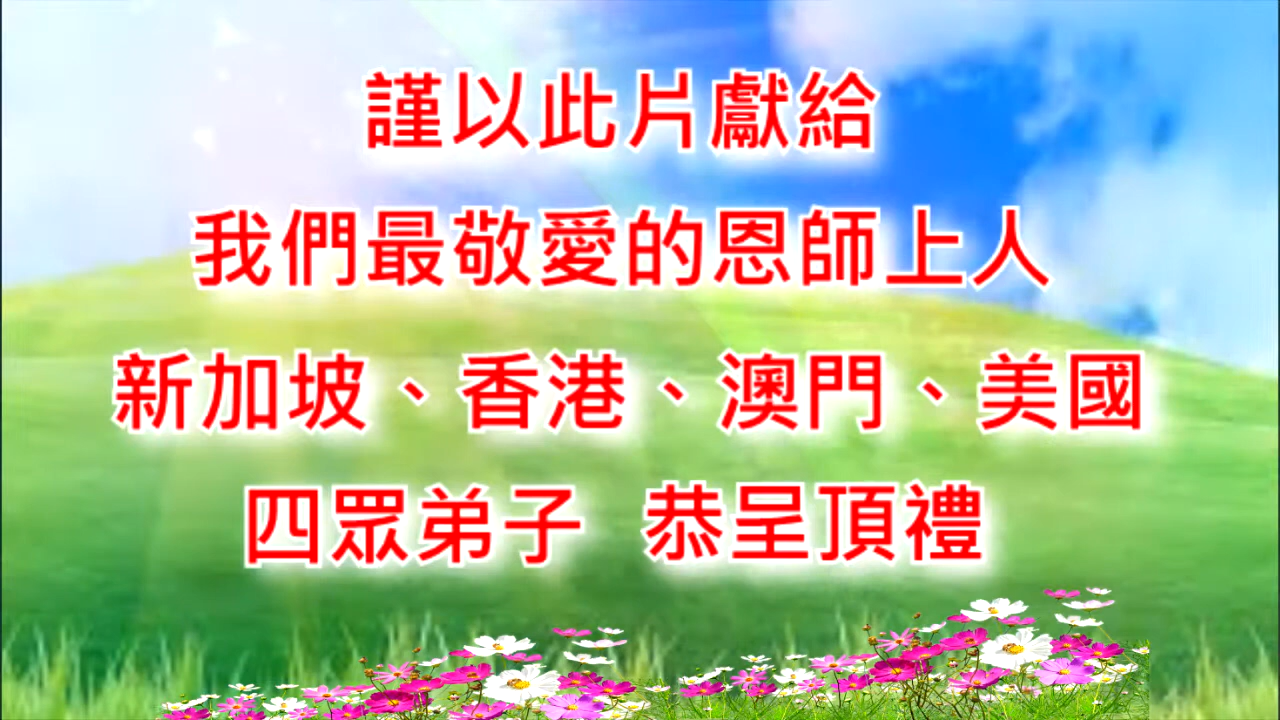 謹以此片獻給
我們最敬愛的恩師上人
新加坡、香港、澳門、美國
四眾弟子 恭呈頂禮